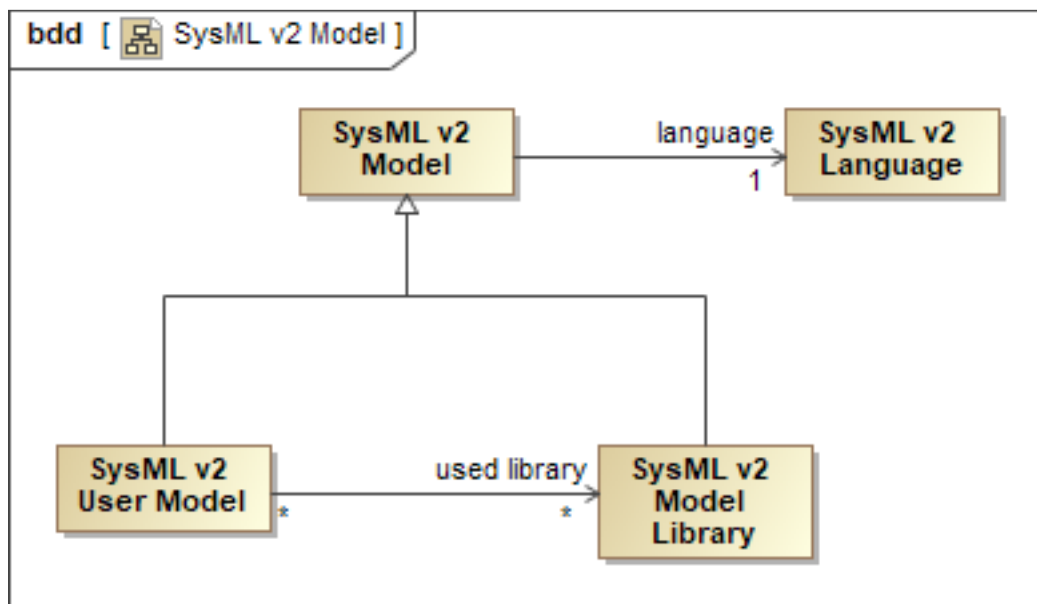 bdd [ SysML v2 Model ]
SysML v2
Model
language
1
SysML v2
Language
SysML v2
User Model
*
used library
*
SysML v2
Model
Library